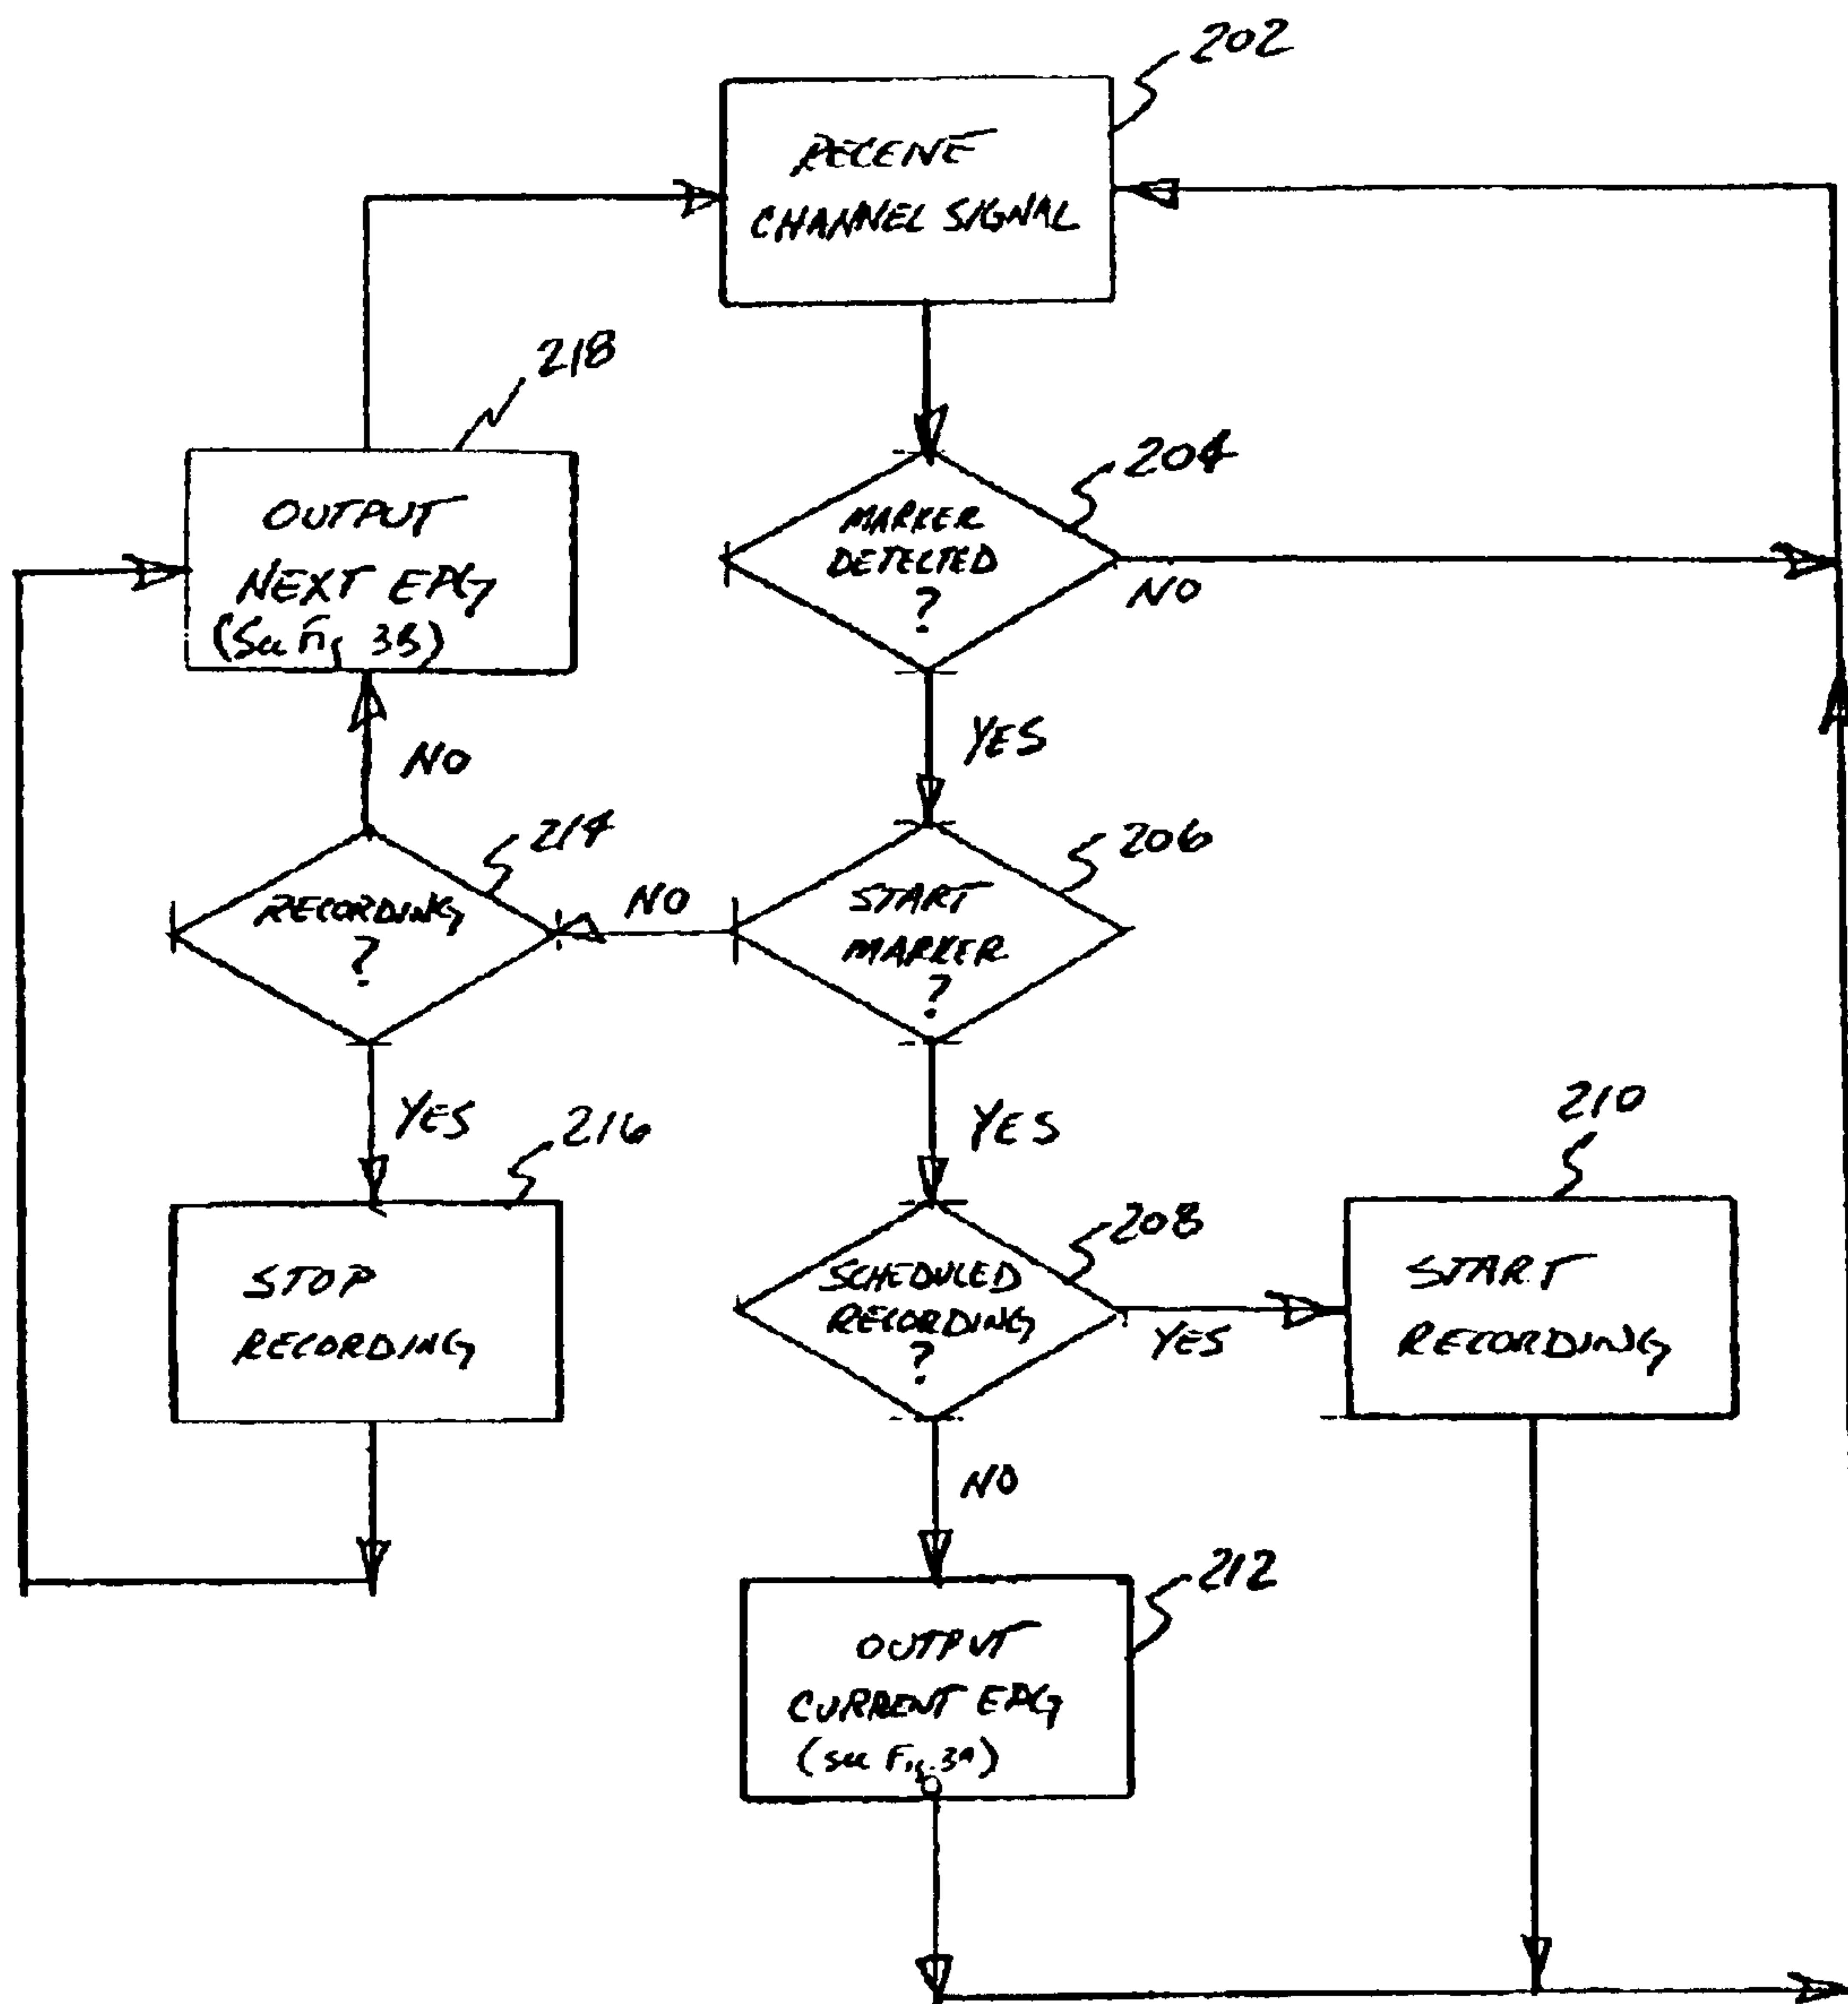 202
RECEIVE
CHANNEL SIGNAL
218
OUTPUT
NEXT EPG
(See Fig 3B)
204
MARKER
DETECTED
?
NO
YES
NO
214
RECORDING
?
NO
206
START
MARKER
?
YES
216
STOP
RECORDING
YES
208
SCHEDULED
RECORDING
?
YES
210
START
RECORDING
NO
212
OUTPUT
CURRENT EPG
(see Fig. 3A)